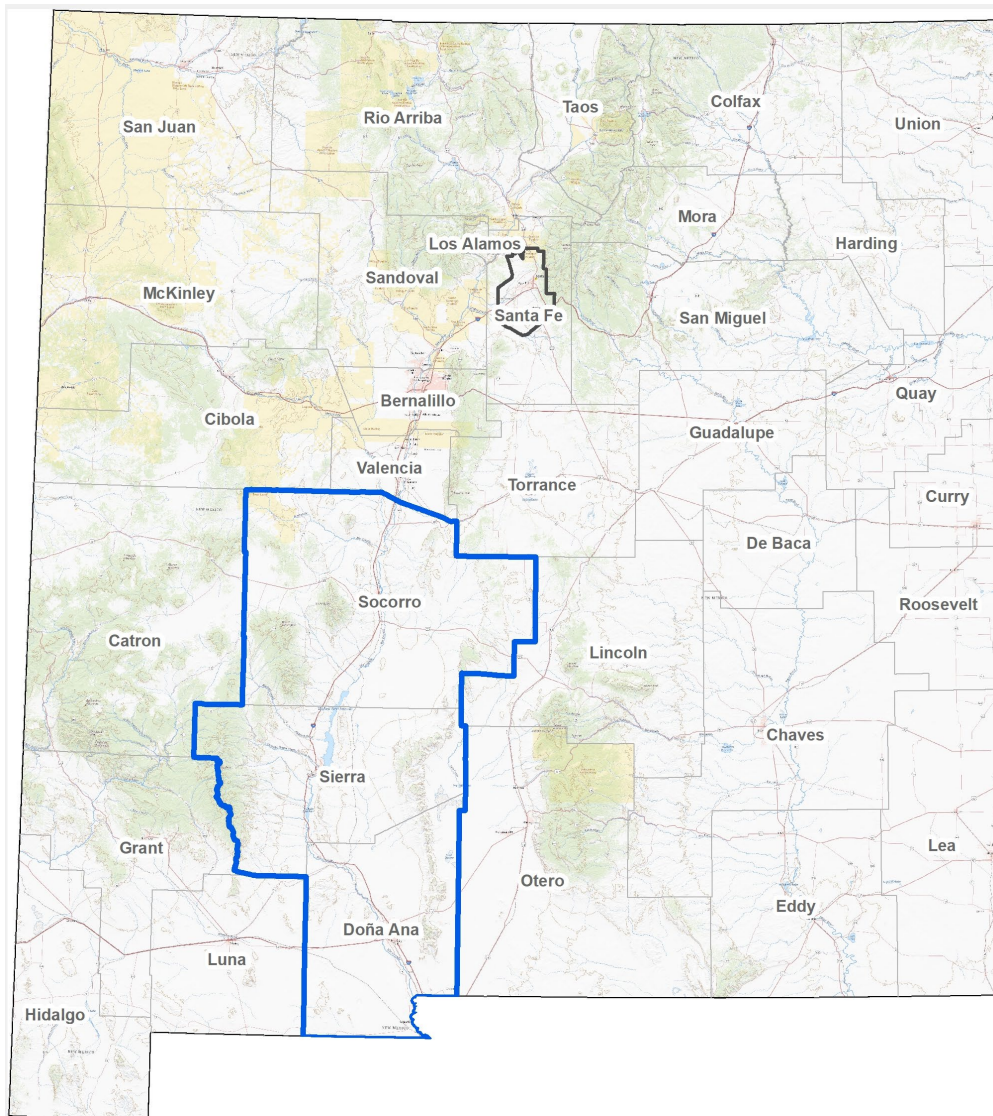 San Juan
Rio Arriba
Taos
Colfax
Union
Mora
Los Alamos
Harding
Sandoval
McKinley
Santa Fe
San Miguel
Bernalillo
Quay
Cibola
Guadalupe
Valencia
Torrance
Curry
De Baca
Socorro
Roosevelt
Catron
Lincoln
Chaves
Sierra
Grant
Lea
Otero
Eddy
Doña Ana
Luna
Hidalgo